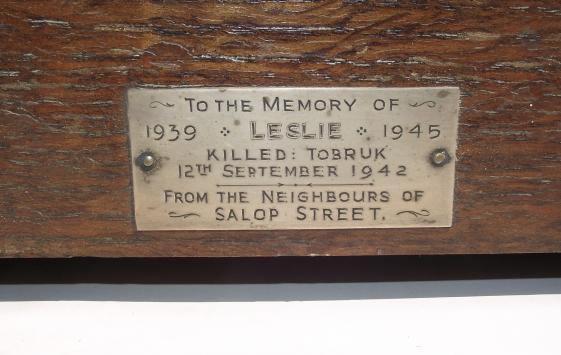 TO THE MEMORY OF
1939 LESLIE 1945
KILLED: TOBRUK
12TH SEPTEMBER 1942
FROM THE NEIGHBOURS OF
SALOP STREET.